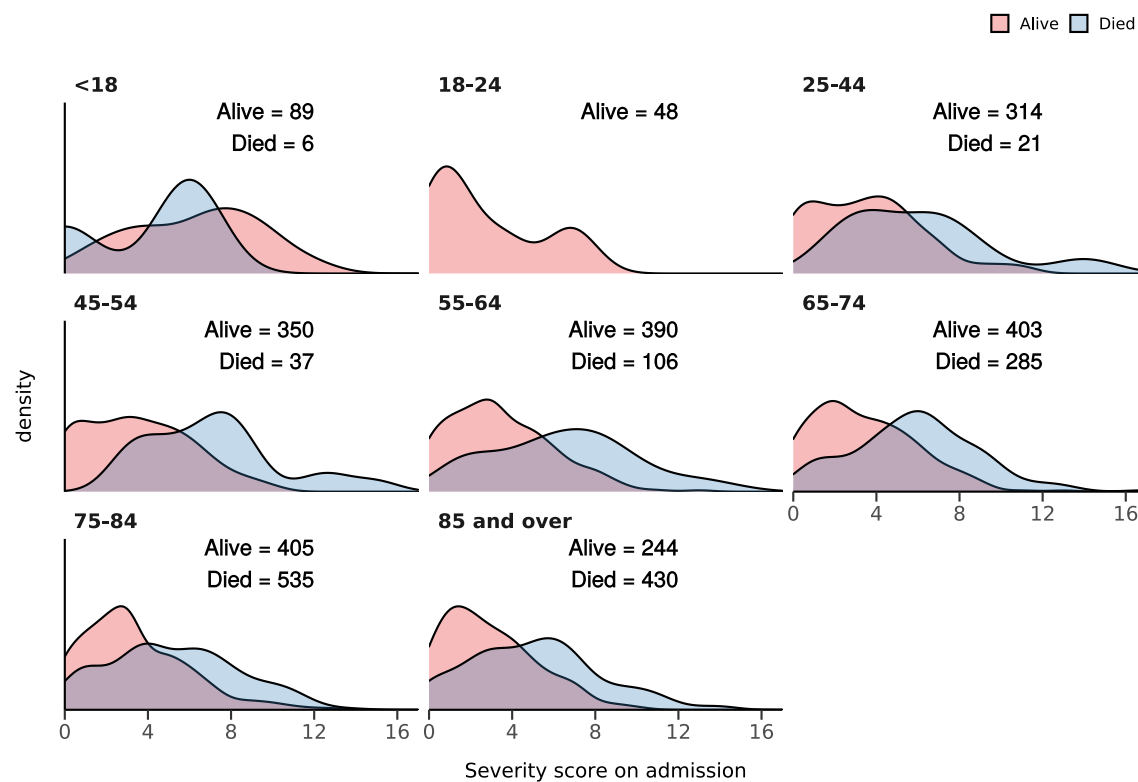 Alive Died
<18
Alive = 89
Died = 6
18-24
Alive = 48
25-44
Alive = 314
Died = 21
45-54
Alive = 350
Died = 37
55-64
Alive = 390
Died = 106
65-74
Alive = 403
Died = 285
0 4 8 12 16
75-84
Alive = 405
Died = 535
0 4 8 12 16
85 and over
Alive = 244
Died = 430
0 4 8 12 16
density
Severity score on admission